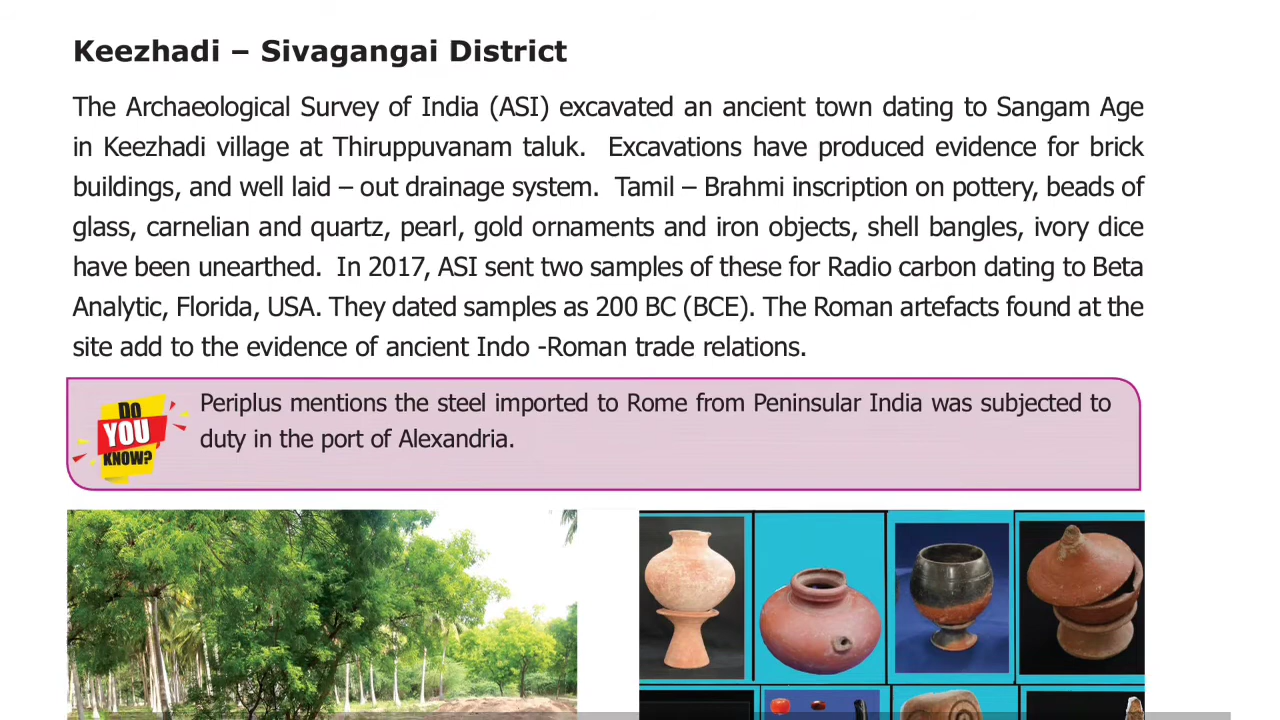 Keezhadi – Sivagangai District
The Archaeological Survey of India (ASI) excavated an ancient town dating to Sangam Age
in Keezhadi village at Thiruppuvanam taluk. Excavations have produced evidence for brick
buildings, and well laid – out drainage system. Tamil – Brahmi inscription on pottery, beads of
glass, carnelian and quartz, pearl, gold ornaments and iron objects, shell bangles, ivory dice
have been unearthed. In 2017, ASI sent two samples of these for Radio carbon dating to Beta
Analytic, Florida, USA. They dated samples as 200 BC (BCE). The Roman artefacts found at the
site add to the evidence of ancient Indo -Roman trade relations.
DO
YOU
KNOW?
Periplus mentions the steel imported to Rome from Peninsular India was subjected to
duty in the port of Alexandria.